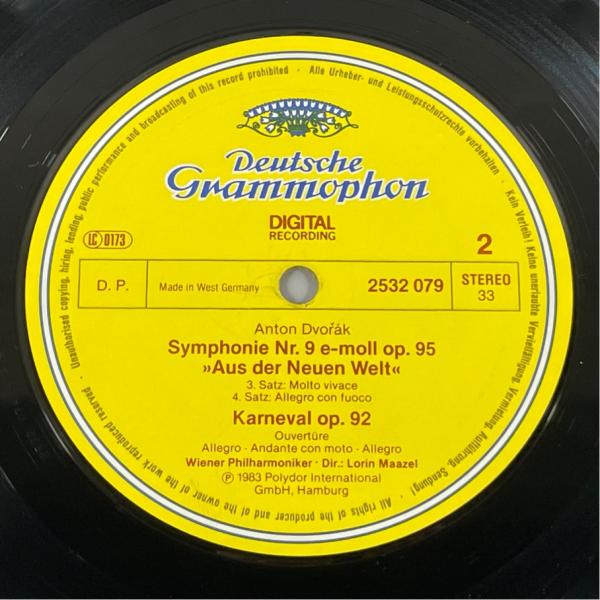 Unauthorised copying, hiring, lending, public performance and broadcasting of this record prohibited · Alle Urheber- und Leistungsschutzrechte vorbehalten · Kein Verleih! Keine unerlaubte Vervielfältigung, Vermietung, Aufführung, Sendung! · All rights of the producer and of the owner of the work reproduced reserved ·
Deutsche
Grammophon
DIGITAL
RECORDING
LC 0173
2
D. P.
Made in West Germany
2532 079
STEREO
33
Anton Dvořák
Symphonie Nr. 9 e-moll op. 95
»Aus der Neuen Welt«
3. Satz: Molto vivace
4. Satz: Allegro con fuoco
Karneval op. 92
Ouvertüre
Allegro · Andante con moto · Allegro
Wiener Philharmoniker · Dir.: Lorin Maazel
Ⓟ 1983 Polydor International
GmbH, Hamburg